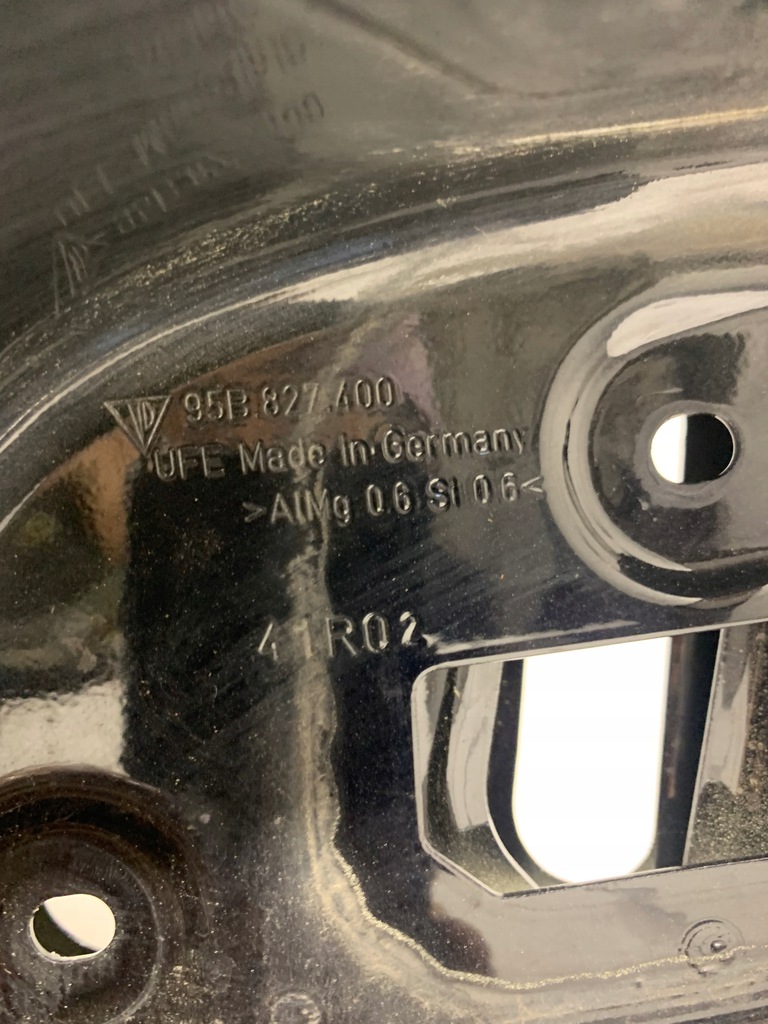 95B.827.400
UFE Made in Germany
>AlMg 0.6 Si 0.6<
41R02